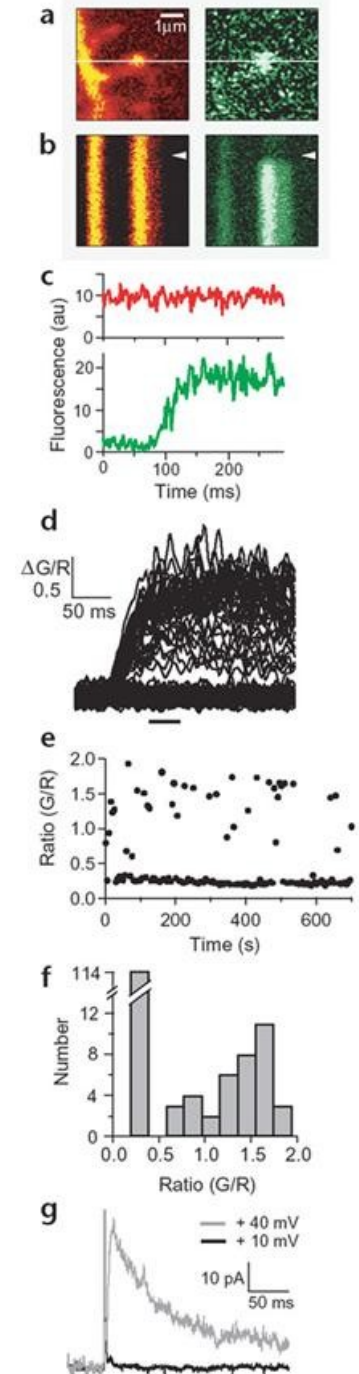 a
1μm
b
c
10
0
Fluorescence (au)
20
10
0
0 100 200
Time (ms)
d
ΔG/R
0.5
50 ms
e
2.0
1.5
1.0
0.5
0.0
Ratio (G/R)
0 200 400 600
Time (s)
f
114
12
8
4
0
Number
0.0 0.5 1.0 1.5 2.0
Ratio (G/R)
g
+ 40 mV
+ 10 mV
10 pA
50 ms